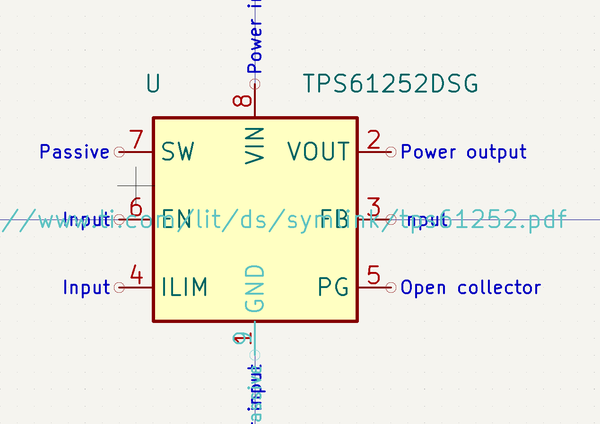 Power i
U TPS61252DSG
8
7 VIN 2
Passive SW VOUT Power output
6 3
Input EN FB Input
//www.ti.com/lit/ds/symlink/tps61252.pdf
4 5
Input ILIM GND PG Open collector
1
9
input